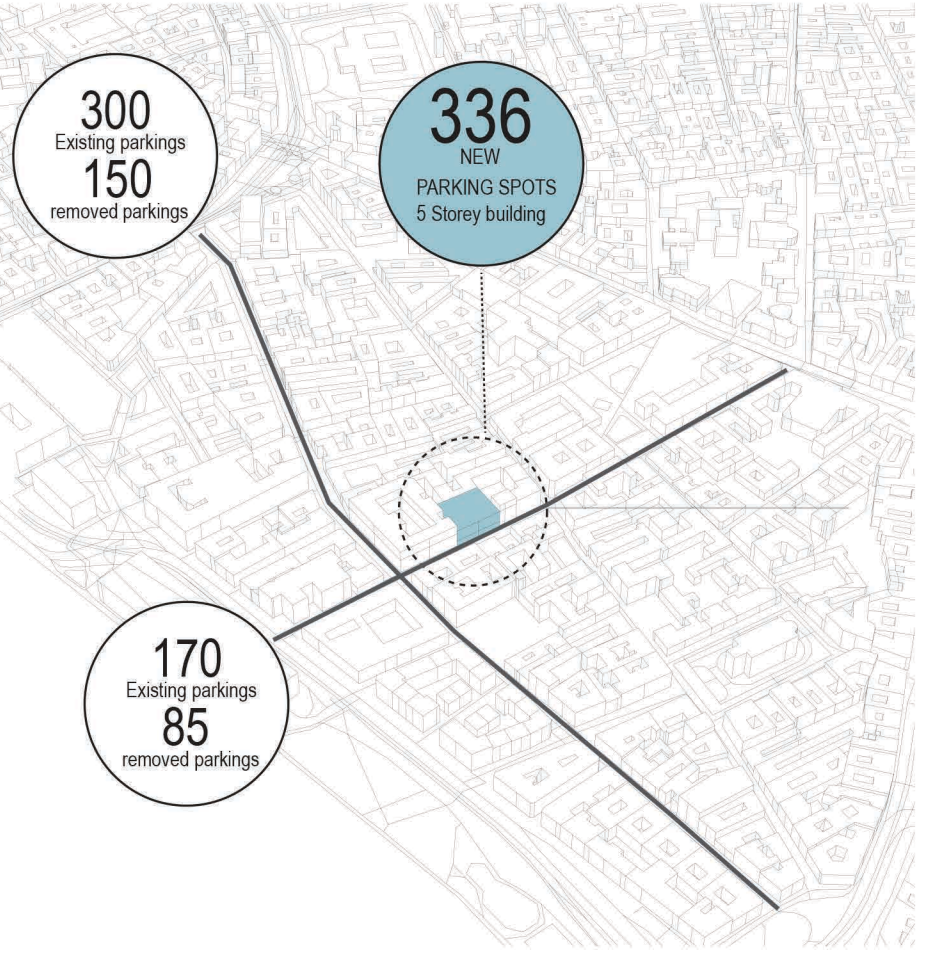 300
Existing parkings
150
removed parkings
336
NEW
PARKING SPOTS
5 Storey building
170
Existing parkings
85
removed parkings